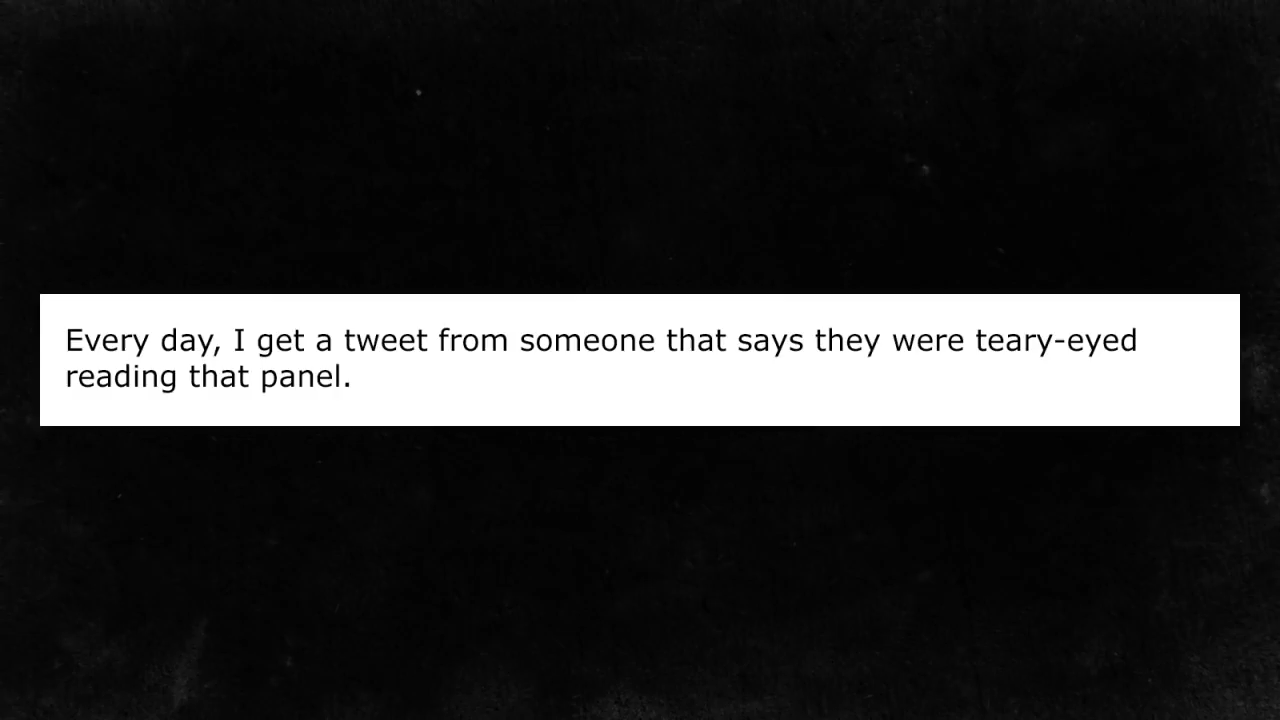 Every day, I get a tweet from someone that says they were teary-eyed
reading that panel.